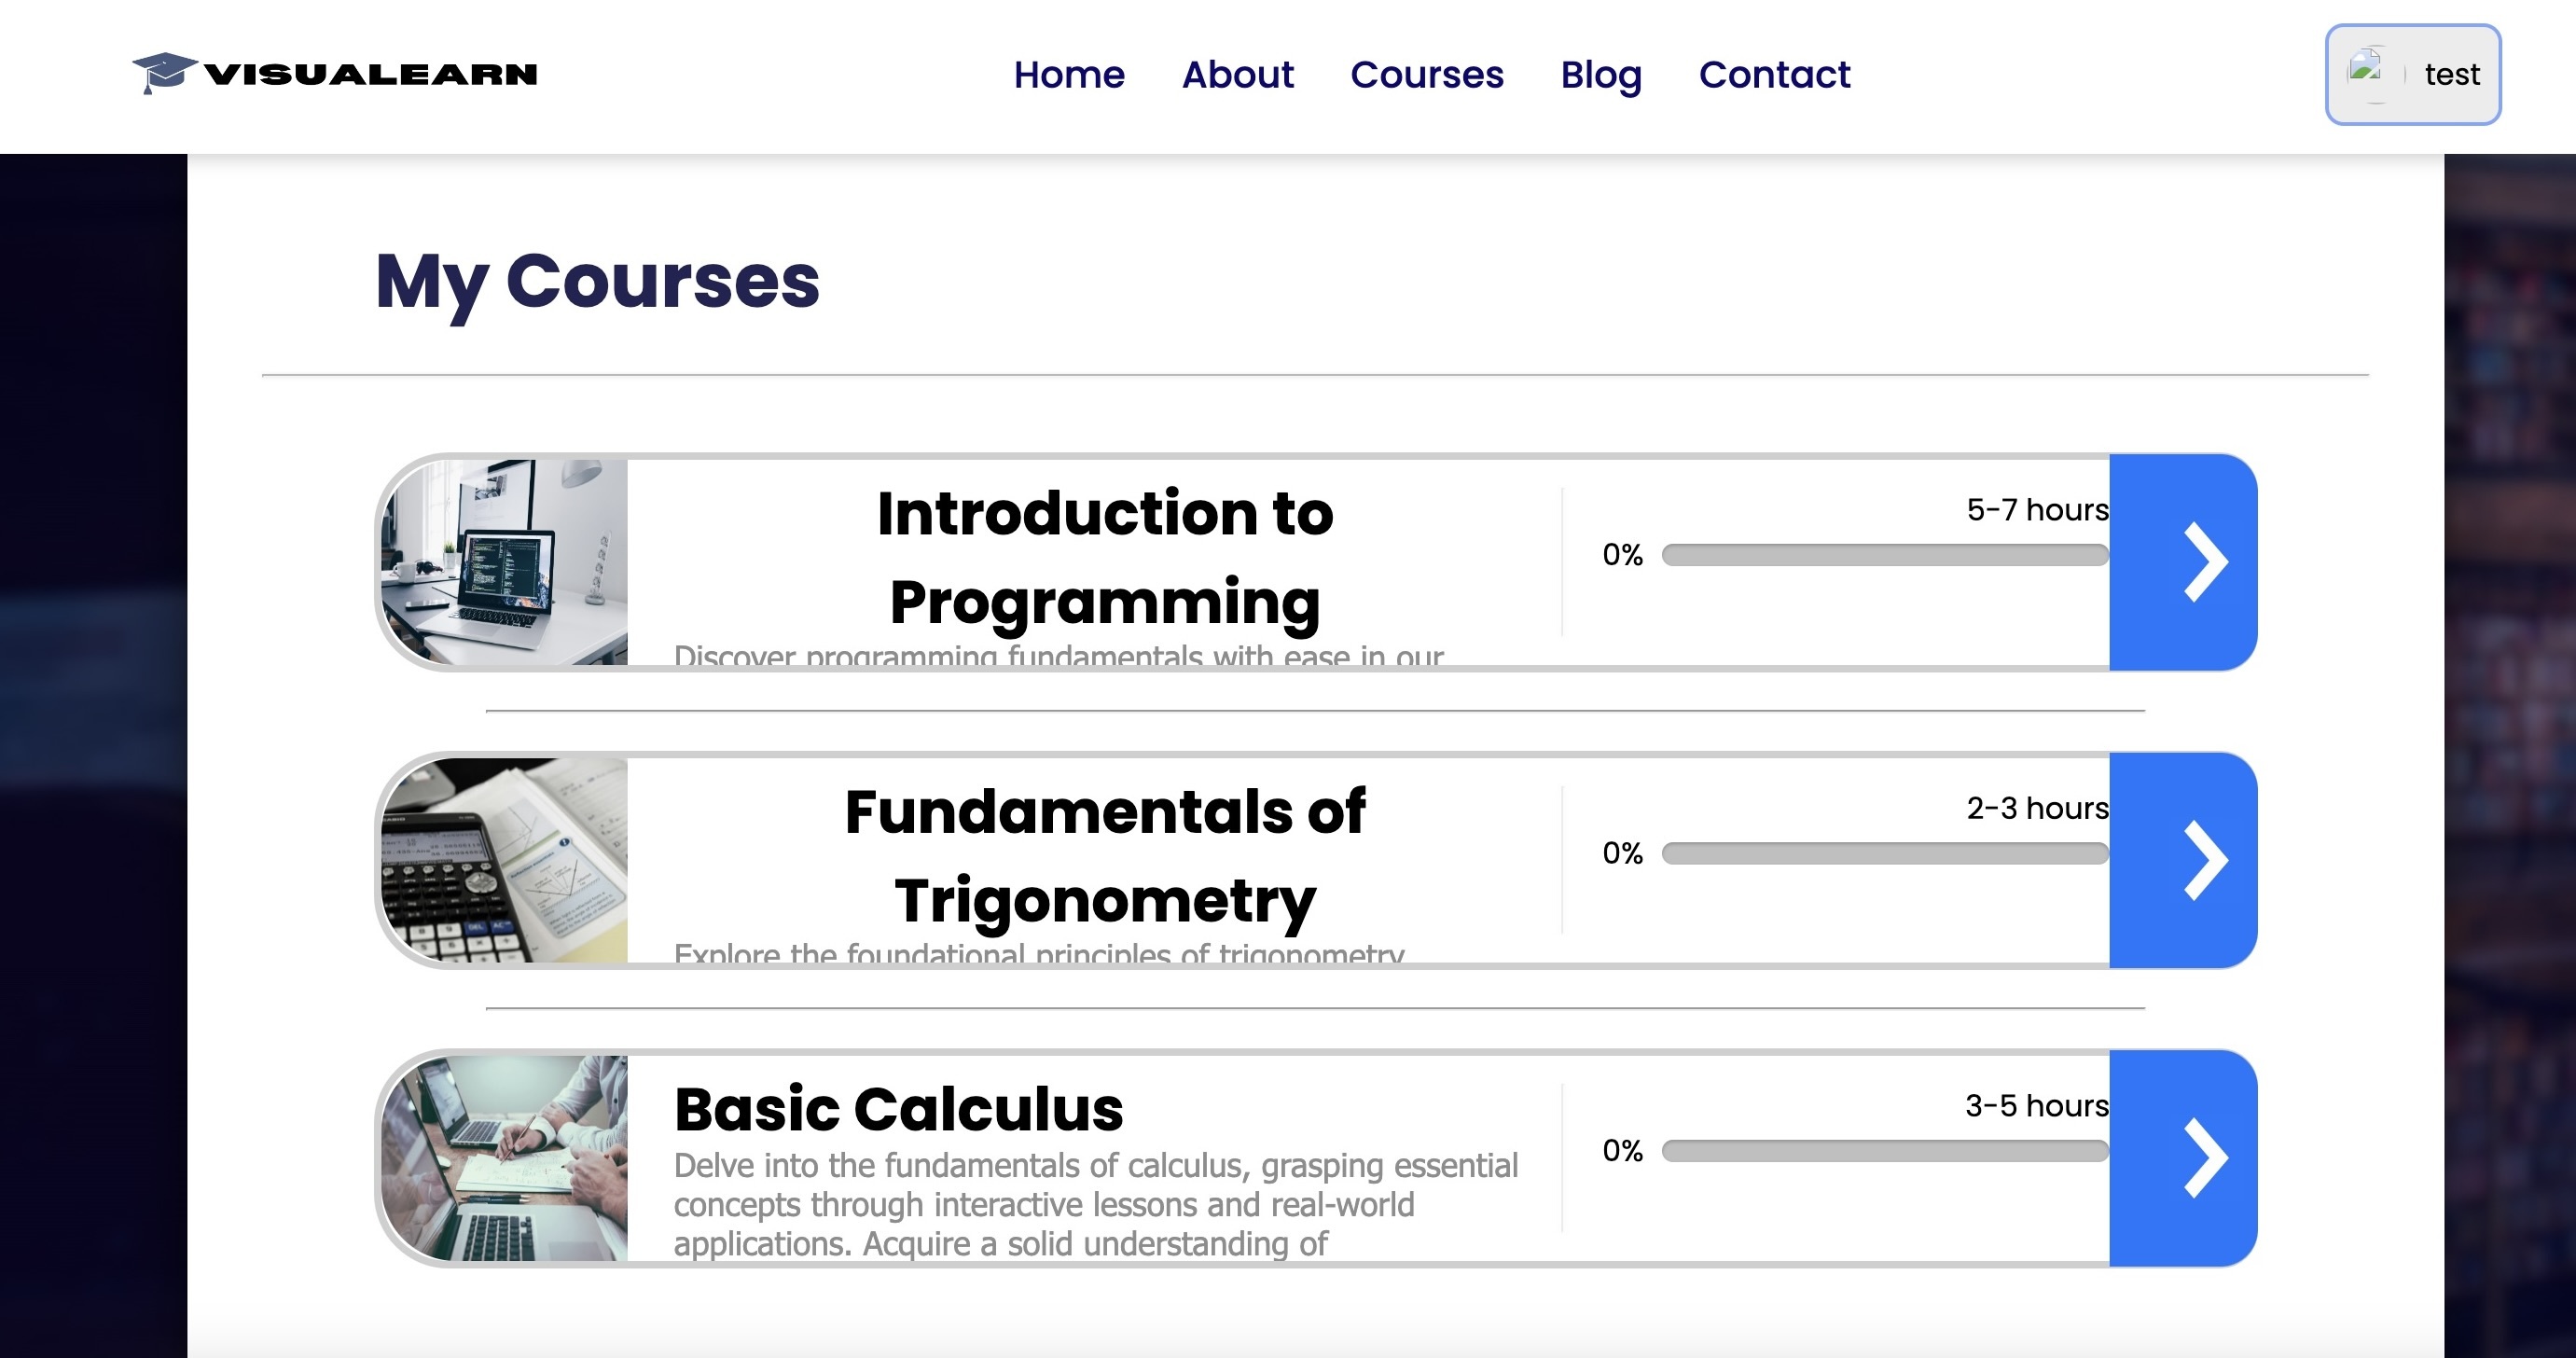 VISUALEARN
Home About Courses Blog Contact
test
My Courses
Introduction to
Programming
Discover programming fundamentals with ease in our
5-7 hours
0%
Fundamentals of
Trigonometry
Explore the foundational principles of trigonometry
2-3 hours
0%
Basic Calculus
Delve into the fundamentals of calculus, grasping essential
concepts through interactive lessons and real-world
applications. Acquire a solid understanding of
3-5 hours
0%